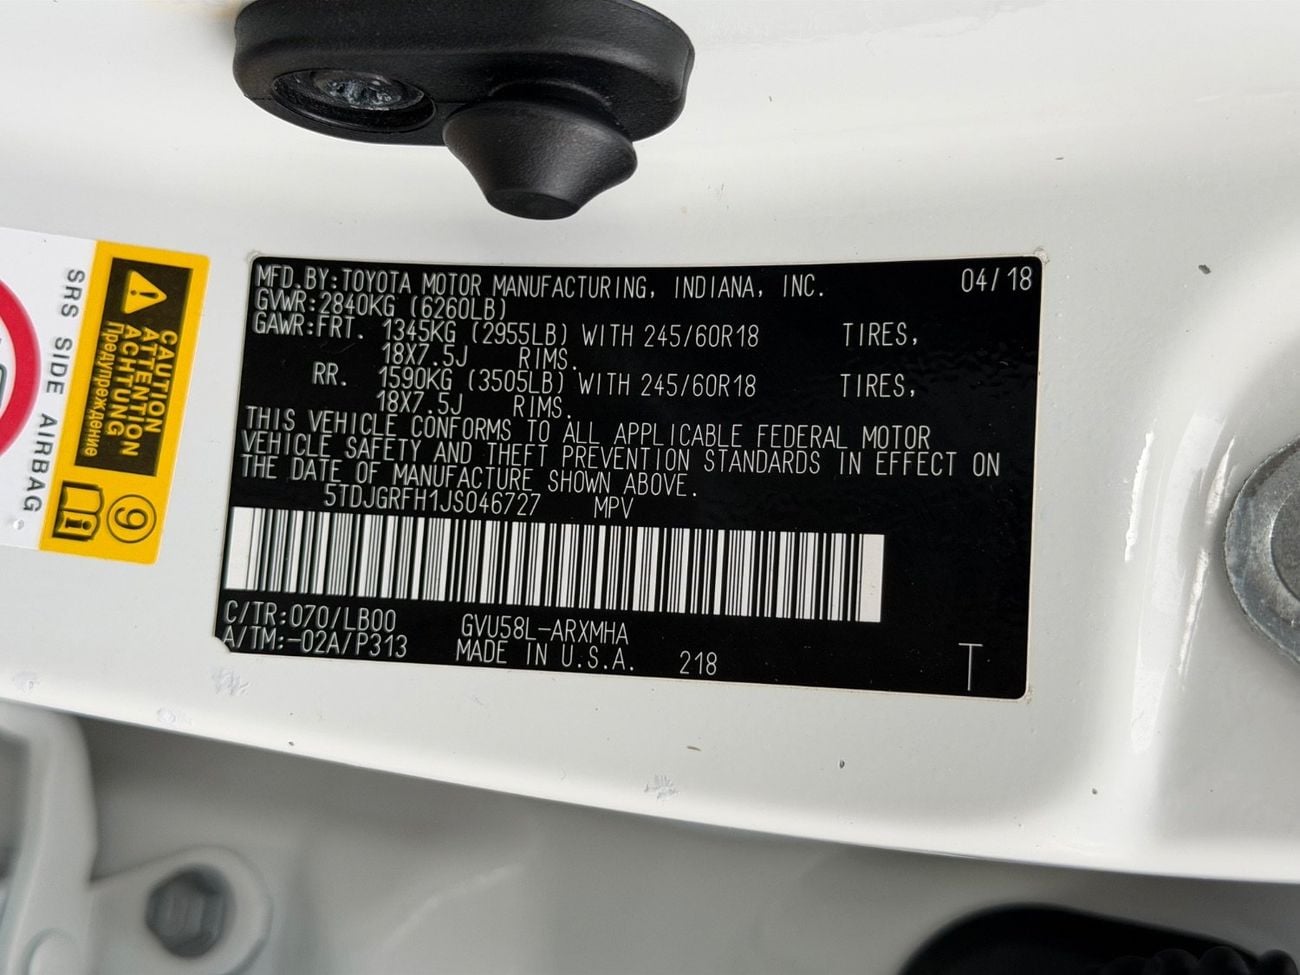 MFD.BY:TOYOTA MOTOR MANUFACTURING, INDIANA, INC. 04/18
GVWR:2840KG (6260LB)
GAWR:FRT. 1345KG (2955LB) WITH 245/60R18 TIRES,
18X7.5J RIMS.
RR. 1590KG (3505LB) WITH 245/60R18 TIRES,
18X7.5J RIMS.
THIS VEHICLE CONFORMS TO ALL APPLICABLE FEDERAL MOTOR
VEHICLE SAFETY AND THEFT PREVENTION STANDARDS IN EFFECT ON
THE DATE OF MANUFACTURE SHOWN ABOVE.
5TDJGRFH1JS046727 MPV
C/TR:070/LB00 GVU58L-ARXMHA
A/TM:-02A/P313 MADE IN U.S.A. 218 T
CAUTION
ATTENTION
ACHTUNG
Предупреждение
SRS SIDE AIRBAG
i
9